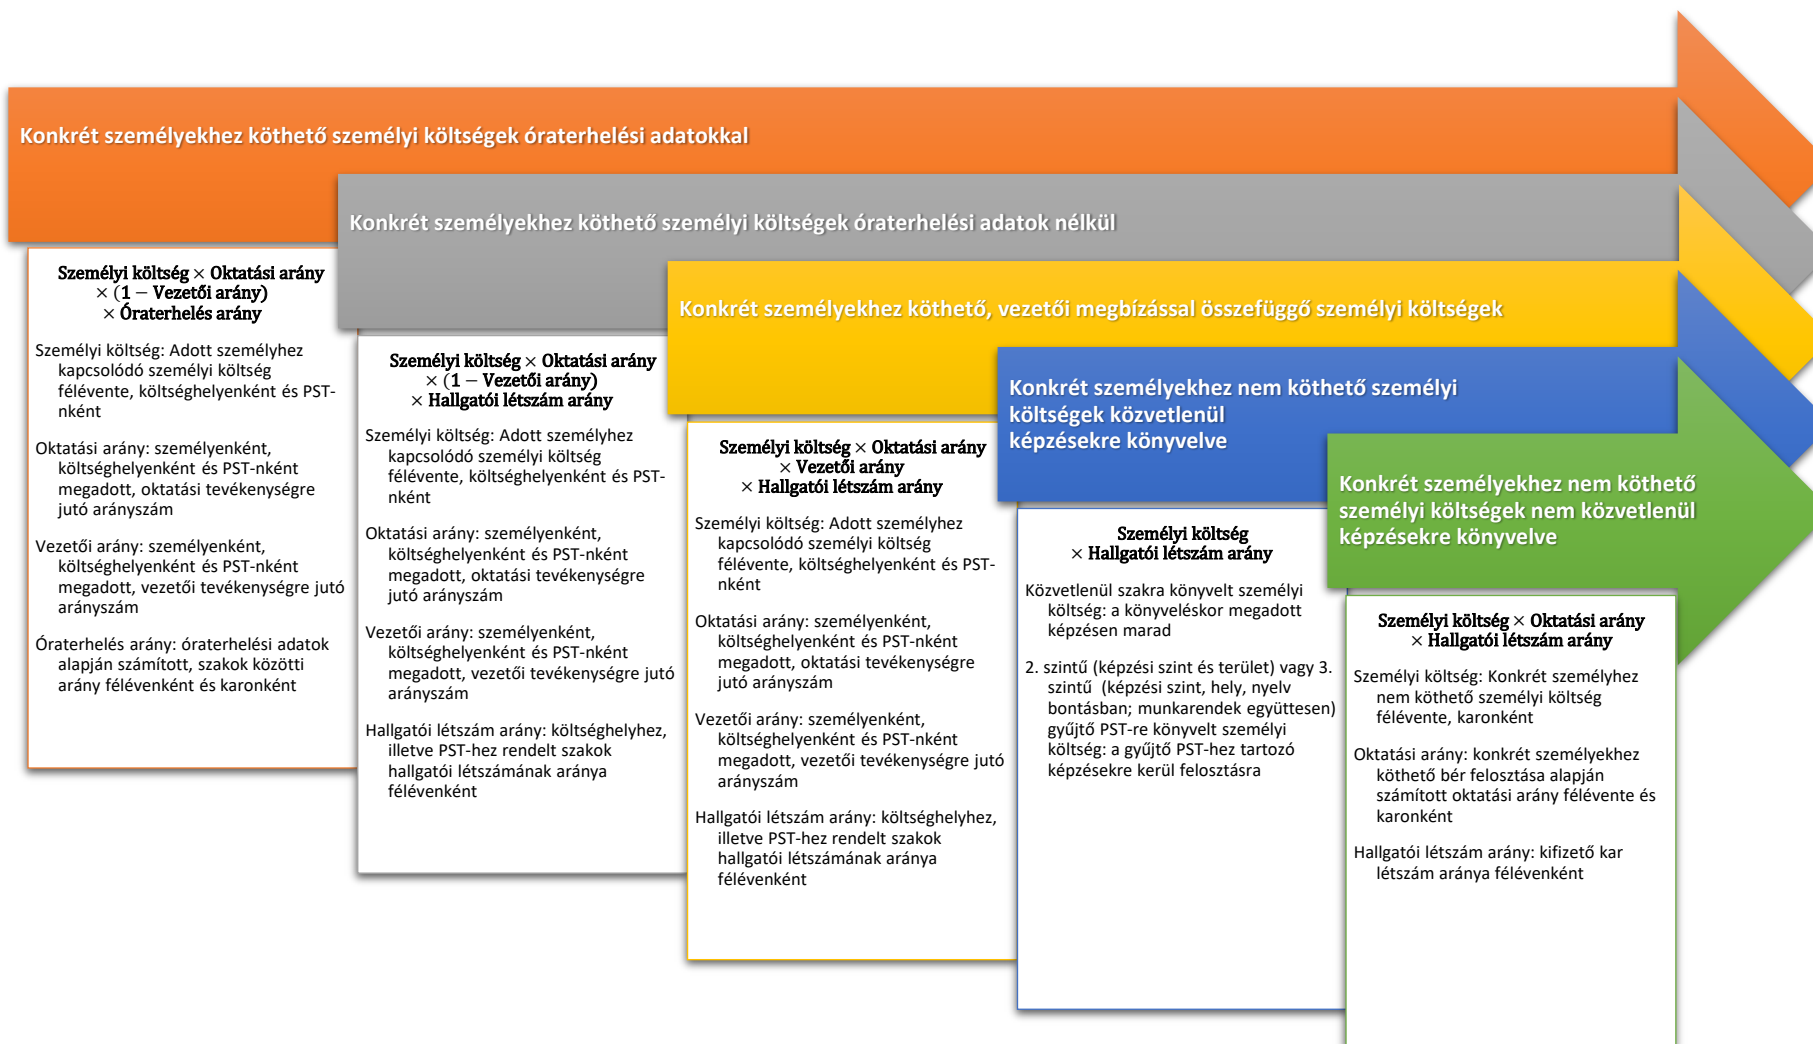 Konkrét személyekhez köthető személyi költségek óraterhelési adatokkal
Személyi költség × Oktatási arány
× (1 − Vezetői arány)
× Óraterhelés arány
Személyi költség: Adott személyhez
kapcsolódó személyi költség
félévente, költséghelyenként és PST-
nként
Oktatási arány: személyenként,
költséghelyenként és PST-nként
megadott, oktatási tevékenységre
jutó arányszám
Vezetői arány: személyenként,
költséghelyenként és PST-nként
megadott, vezetői tevékenységre jutó
arányszám
Óraterhelés arány: óraterhelési adatok
alapján számított, szakok közötti
arány félévenként és karonként
Konkrét személyekhez köthető személyi költségek óraterhelési adatok nélkül
Személyi költség × Oktatási arány
× (1 − Vezetői arány)
× Hallgatói létszám arány
Személyi költség: Adott személyhez
kapcsolódó személyi költség
félévente, költséghelyenként és PST-
nként
Oktatási arány: személyenként,
költséghelyenként és PST-nként
megadott, oktatási tevékenységre
jutó arányszám
Vezetői arány: személyenként,
költséghelyenként és PST-nként
megadott, vezetői tevékenységre jutó
arányszám
Hallgatói létszám arány: költséghelyhez,
illetve PST-hez rendelt szakok
hallgatói létszámának aránya
félévenként
Konkrét személyekhez köthető, vezetői megbízással összefüggő személyi költségek
Személyi költség × Oktatási arány
× Vezetői arány
× Hallgatói létszám arány
Személyi költség: Adott személyhez
kapcsolódó személyi költség
félévente, költséghelyenként és PST-
nként
Oktatási arány: személyenként,
költséghelyenként és PST-nként
megadott, oktatási tevékenységre
jutó arányszám
Vezetői arány: személyenként,
költséghelyenként és PST-nként
megadott, vezetői tevékenységre jutó
arányszám
Hallgatói létszám arány: költséghelyhez,
illetve PST-hez rendelt szakok
hallgatói létszámának aránya
félévenként
Konkrét személyekhez nem köthető személyi
költségek közvetlenül
képzésekre könyvelve
Személyi költség
× Hallgatói létszám arány
Közvetlenül szakra könyvelt személyi
költség: a könyveléskor megadott
képzésen marad
2. szintű (képzési szint és terület) vagy 3.
szintű (képzési szint, hely, nyelv
bontásban; munkarendek együttesen)
gyűjtő PST-re könyvelt személyi
költség: a gyűjtő PST-hez tartozó
képzésekre kerül felosztásra
Konkrét személyekhez nem köthető
személyi költségek nem közvetlenül
képzésekre könyvelve
Személyi költség × Oktatási arány
× Hallgatói létszám arány
Személyi költség: Konkrét személyhez
nem köthető személyi költség
félévente, karonként
Oktatási arány: konkrét személyekhez
köthető bér felosztása alapján
számított oktatási arány félévente és
karonként
Hallgatói létszám arány: kifizető kar
létszám aránya félévenként